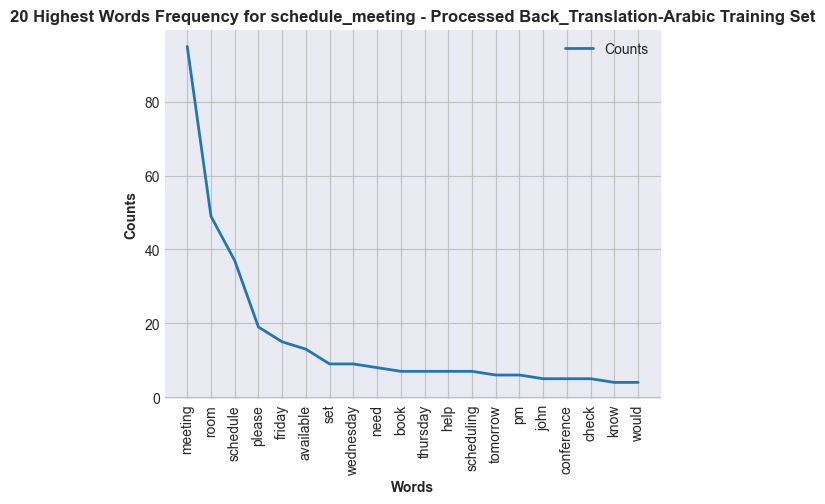 20 Highest Words Frequency for schedule_meeting - Processed Back_Translation-Arabic Training Set
Counts
Counts
80
60
40
20
0
meeting
room
schedule
please
friday
available
set
wednesday
need
book
thursday
help
scheduling
tomorrow
pm
john
conference
check
know
would
Words